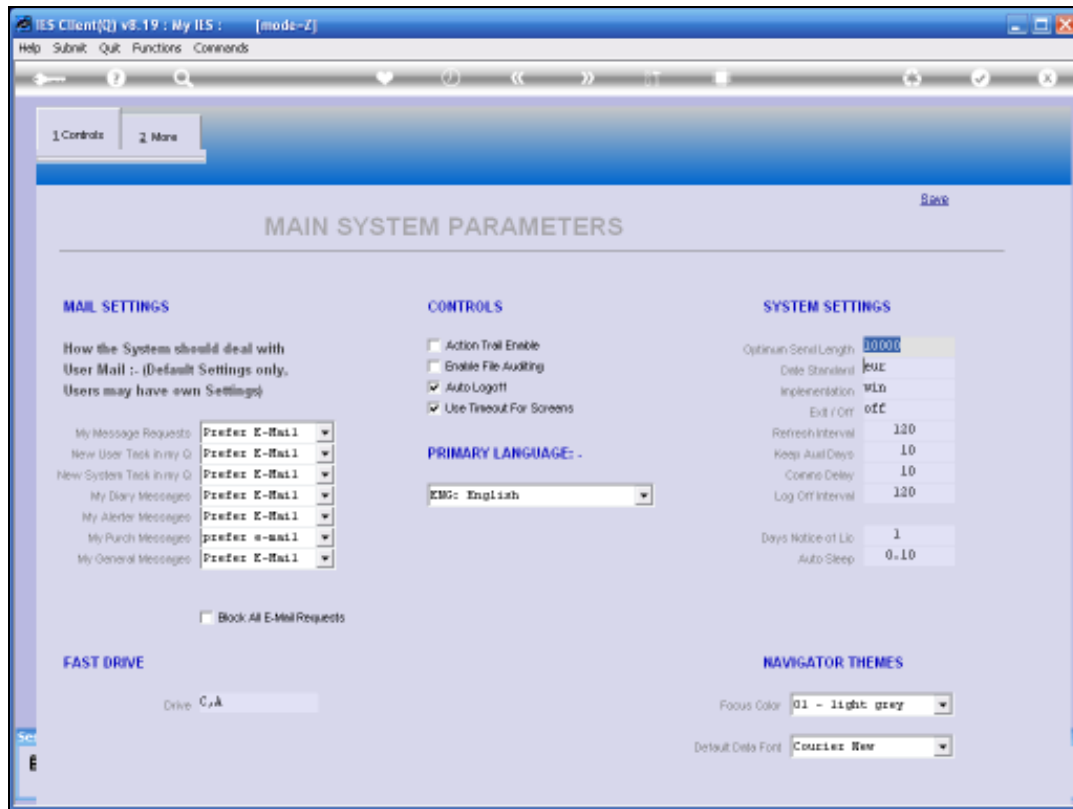 IES Client(Q) v8.19 : My IES : [mode=Z]
Help Submit Quit Functions Commands
1 Controls
2 More
Save
MAIN SYSTEM PARAMETERS
MAIL SETTINGS
How the System should deal with
User Mail :- (Default Settings only,
Users may have own Settings)
My Message Requests Prefer E-Mail
New User Task in my Q Prefer E-Mail
New System Task in my Q Prefer E-Mail
My Diary Messages Prefer E-Mail
My Alerter Messages Prefer E-Mail
My Purch Messages prefer e-mail
My General Messages Prefer E-Mail
Block All E-Mail Requests
FAST DRIVE
Drive C,A
CONTROLS
Action Trail Enable
Enable File Auditing
Auto Logoff
Use Timeout For Screens
PRIMARY LANGUAGE: -
ENG: English
SYSTEM SETTINGS
Optimum Send Length 10000
Date Standard eur
Implementation win
Exit / Off off
Refresh Interval 120
Keep Aud Days 10
Comms Delay 10
Log Off Interval 120
Days Notice of Lic 1
Auto Sleep 0.10
NAVIGATOR THEMES
Focus Color 01 - light grey
Default Data Font Courier New